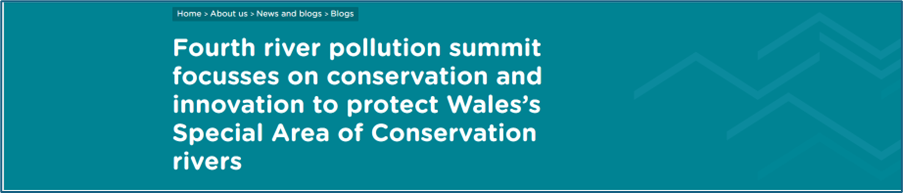 Home > About us > News and blogs > Blogs
Fourth river pollution summit
focusses on conservation and
innovation to protect Wales’s
Special Area of Conservation
rivers